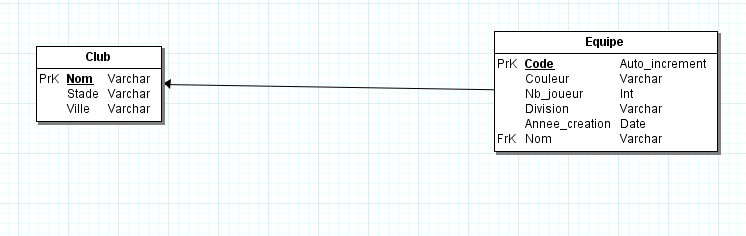 Club
PrK Nom Varchar
Stade Varchar
Ville Varchar
Equipe
PrK Code Auto_increment
Couleur Varchar
Nb_joueur Int
Division Varchar
Annee_creation Date
FrK Nom Varchar